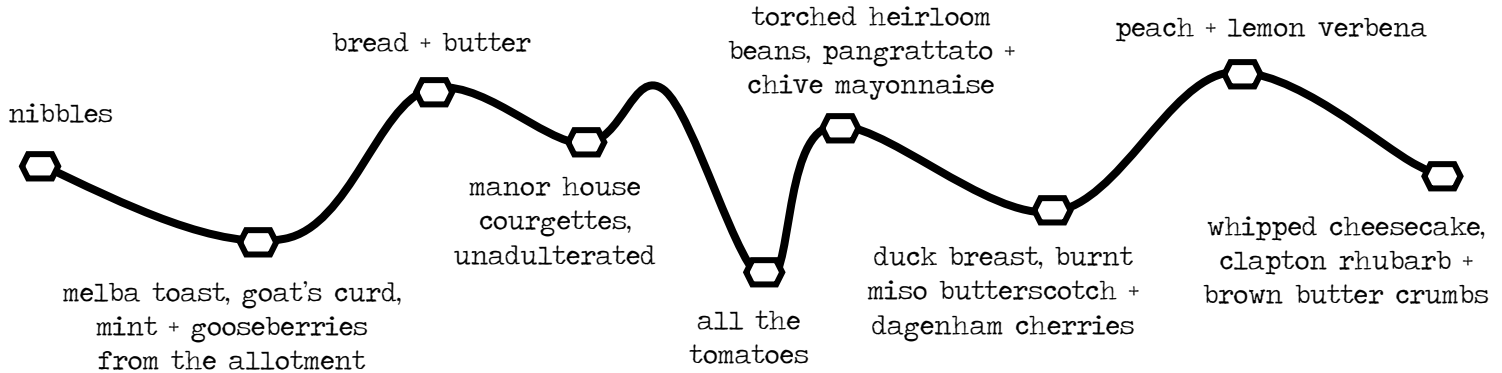 nibbles
melba toast, goat's curd,
mint + gooseberries
from the allotment
bread + butter
manor house
courgettes,
unadulterated
all the
tomatoes
torched heirloom
beans, pangrattato +
chive mayonnaise
duck breast, burnt
miso butterscotch +
dagenham cherries
peach + lemon verbena
whipped cheesecake,
clapton rhubarb +
brown butter crumbs